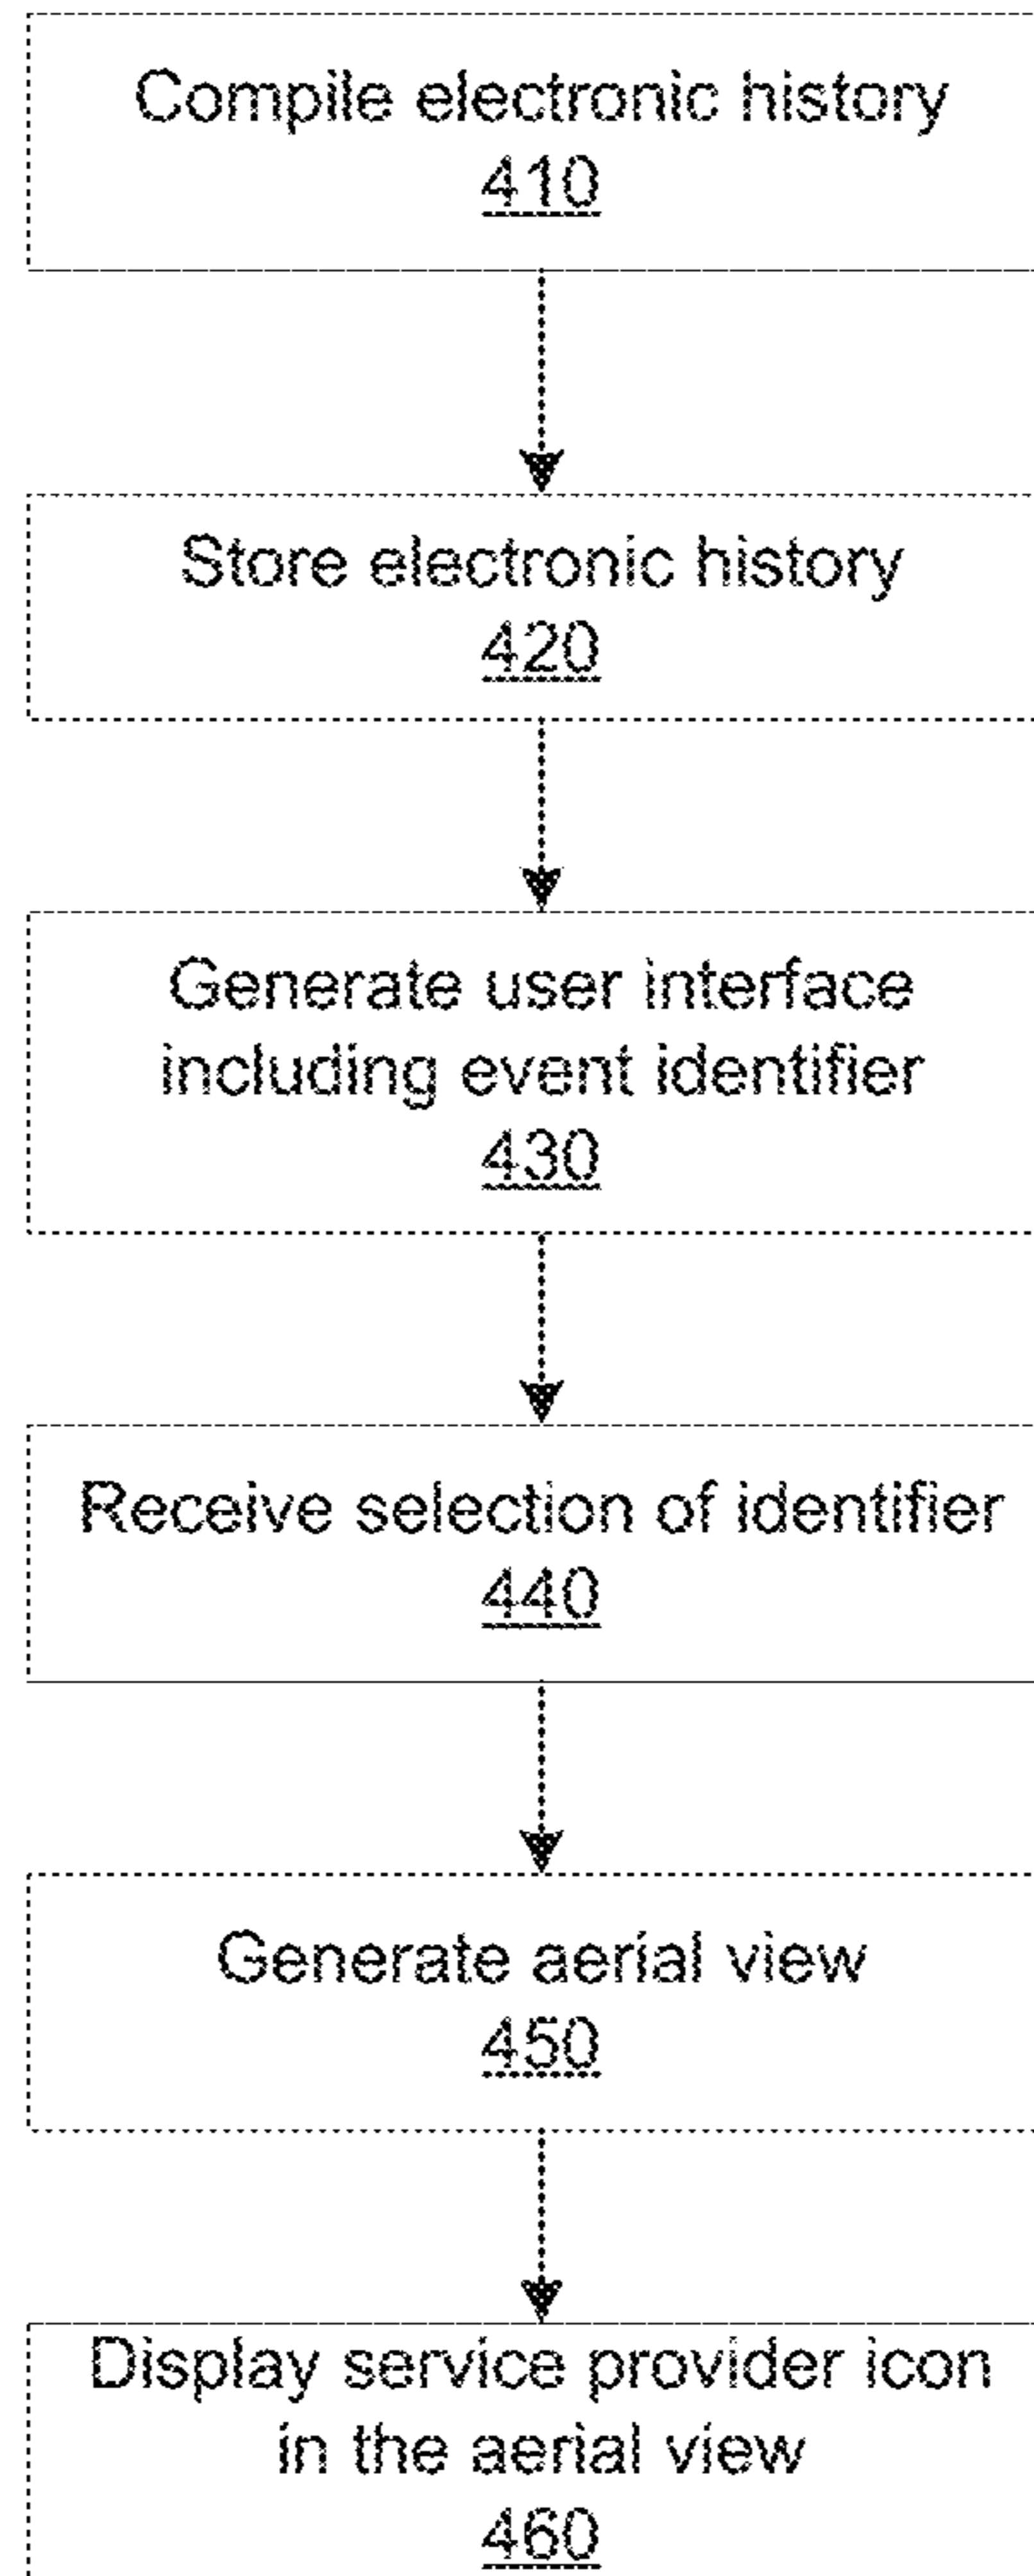 Compile electronic history
410
Store electronic history
420
Generate user interface
including event identifier
430
Receive selection of identifier
440
Generate aerial view
450
Display service provider icon
in the aerial view
460